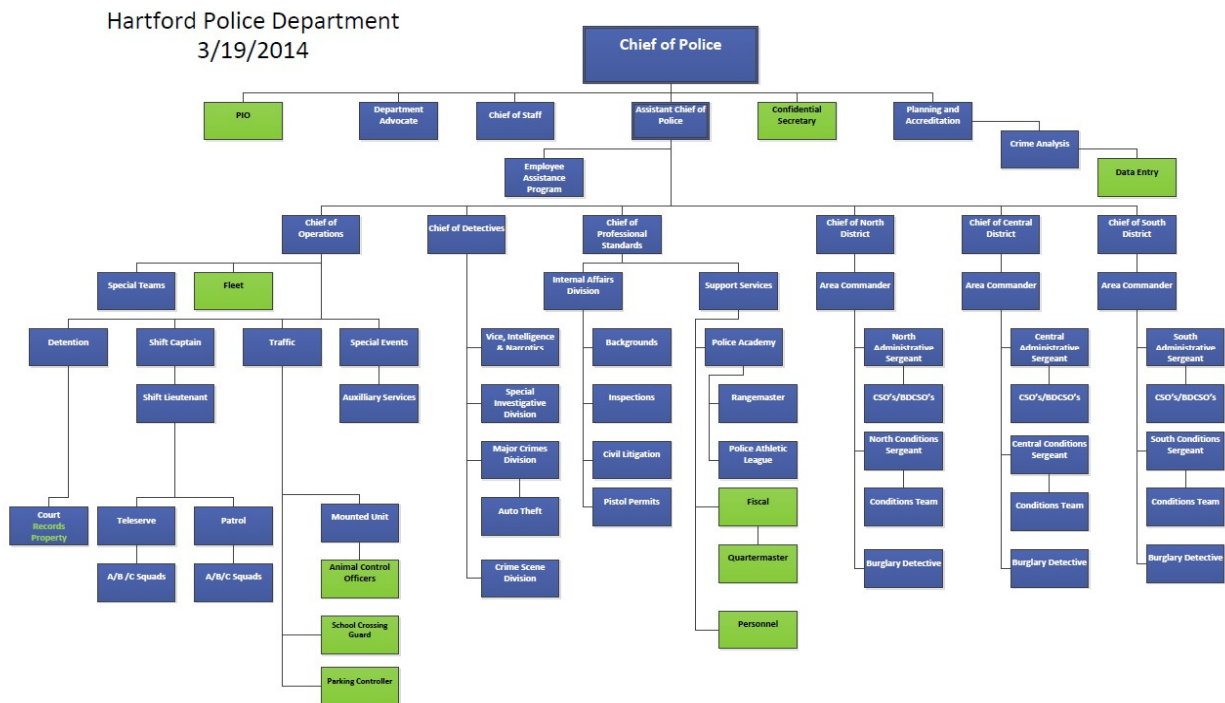 Hartford Police Department
3/19/2014
Chief of Police
PIO
Department
Advocate
Chief of Staff
Assistant Chief of
Police
Confidential
Secretary
Planning and
Accreditation
Crime Analysis
Data Entry
Employee
Assistance
Program
Chief of
Operations
Chief of Detectives
Chief of
Professional
Standards
Chief of North
District
Chief of Central
District
Chief of South
District
Special Teams
Fleet
Internal Affairs
Division
Support Services
Area Commander
Area Commander
Area Commander
Detention
Shift Captain
Traffic
Special Events
Vice, Intelligence
& Narcotics
Backgrounds
Police Academy
North
Administrative
Sergeant
Central
Administrative
Sergeant
South
Administrative
Sergeant
Shift Lieutenant
Auxilliary Services
Special
Investigative
Division
Inspections
Rangemaster
CSO's/BDCSO's
CSO's/BDCSO's
CSO's/BDCSO's
Major Crimes
Division
Civil Litigation
Police Athletic
League
North Conditions
Sergeant
Central Conditions
Sergeant
South Conditions
Sergeant
Court
Records
Property
Teleserve
Patrol
Mounted Unit
Auto Theft
Pistol Permits
Fiscal
Conditions Team
Conditions Team
Conditions Team
A/B /C Squads
A/B/C Squads
Animal Control
Officers
Crime Scene
Division
Quartermaster
Burglary Detective
Burglary Detective
Burglary Detective
School Crossing
Guard
Personnel
Parking Controller